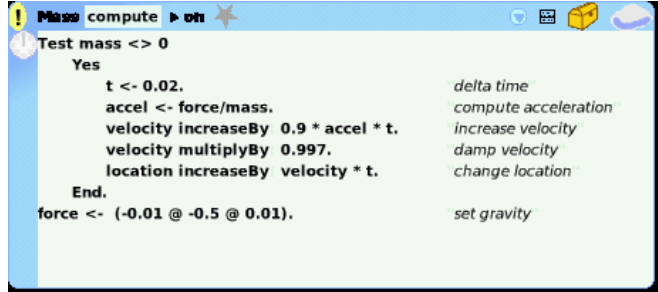 ! Mass compute on
Test mass <> 0
Yes
t <- 0.02. "delta time"
accel <- force/mass. "compute acceleration"
velocity increaseBy 0.9 * accel * t. "increase velocity"
velocity multiplyBy 0.997. "damp velocity"
location increaseBy velocity * t. "change location"
End.
force <- (-0.01 @ -0.5 @ 0.01). "set gravity"